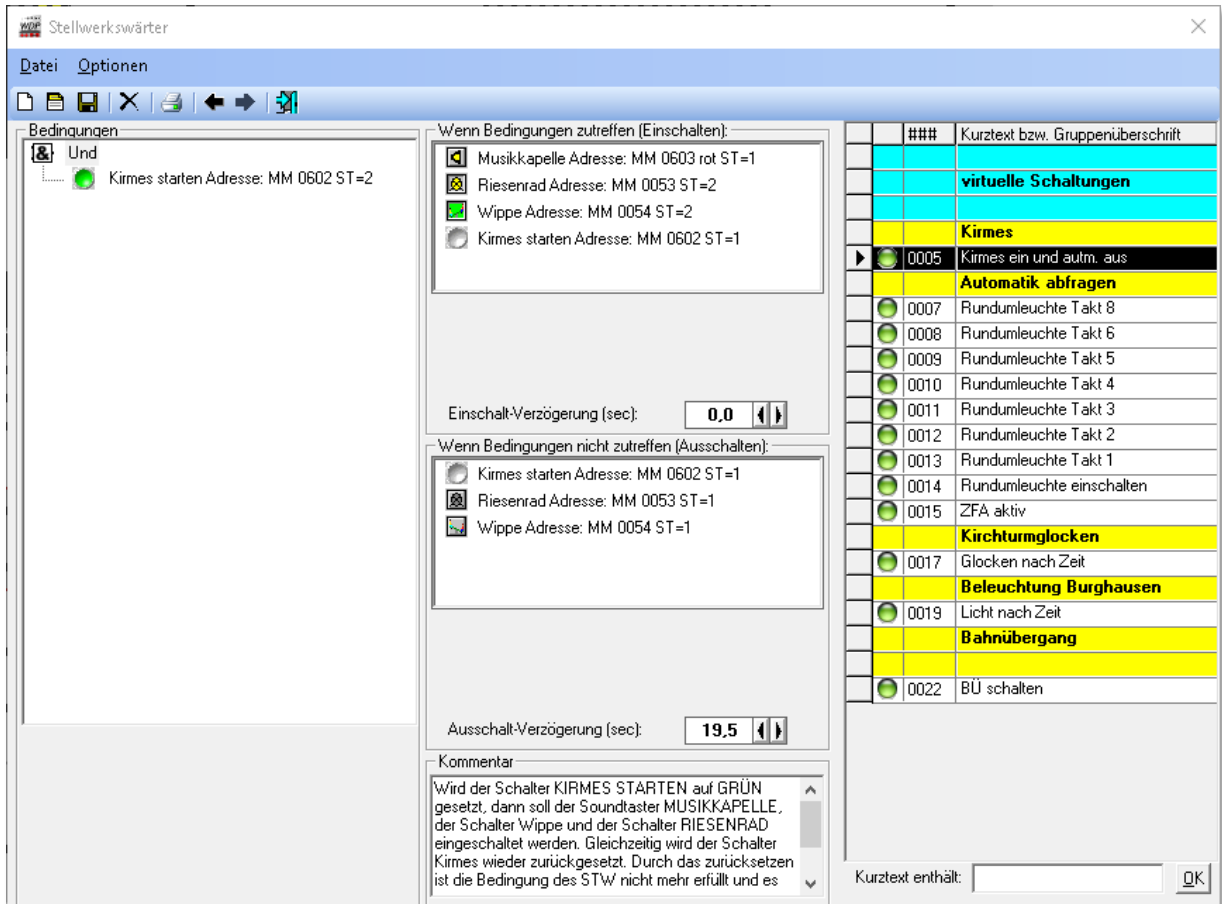 WDP Stellwerkswärter
Datei Optionen
Bedingungen
& Und
Kirmes starten Adresse: MM 0602 ST=2
Wenn Bedingungen zutreffen (Einschalten):
Musikkapelle Adresse: MM 0603 rot ST=1
Riesenrad Adresse: MM 0053 ST=2
Wippe Adresse: MM 0054 ST=2
Kirmes starten Adresse: MM 0602 ST=1
Einschalt-Verzögerung (sec): 0,0
Wenn Bedingungen nicht zutreffen (Ausschalten):
Kirmes starten Adresse: MM 0602 ST=1
Riesenrad Adresse: MM 0053 ST=1
Wippe Adresse: MM 0054 ST=1
Ausschalt-Verzögerung (sec): 19,5
Kommentar
Wird der Schalter KIRMES STARTEN auf GRÜN
gesetzt, dann soll der Soundtaster MUSIKKAPELLE,
der Schalter Wippe und der Schalter RIESENRAD
eingeschaltet werden. Gleichzeitig wird der Schalter
Kirmes wieder zurückgesetzt. Durch das zurücksetzen
ist die Bedingung des STW nicht mehr erfüllt und es
### Kurztext bzw. Gruppenüberschrift
virtuelle Schaltungen
Kirmes
0005 Kirmes ein und autm. aus
Automatik abfragen
0007 Rundumleuchte Takt 8
0008 Rundumleuchte Takt 6
0009 Rundumleuchte Takt 5
0010 Rundumleuchte Takt 4
0011 Rundumleuchte Takt 3
0012 Rundumleuchte Takt 2
0013 Rundumleuchte Takt 1
0014 Rundumleuchte einschalten
0015 ZFA aktiv
Kirchturmglocken
0017 Glocken nach Zeit
Beleuchtung Burghausen
0019 Licht nach Zeit
Bahnübergang
0022 BÜ schalten
Kurztext enthält: OK